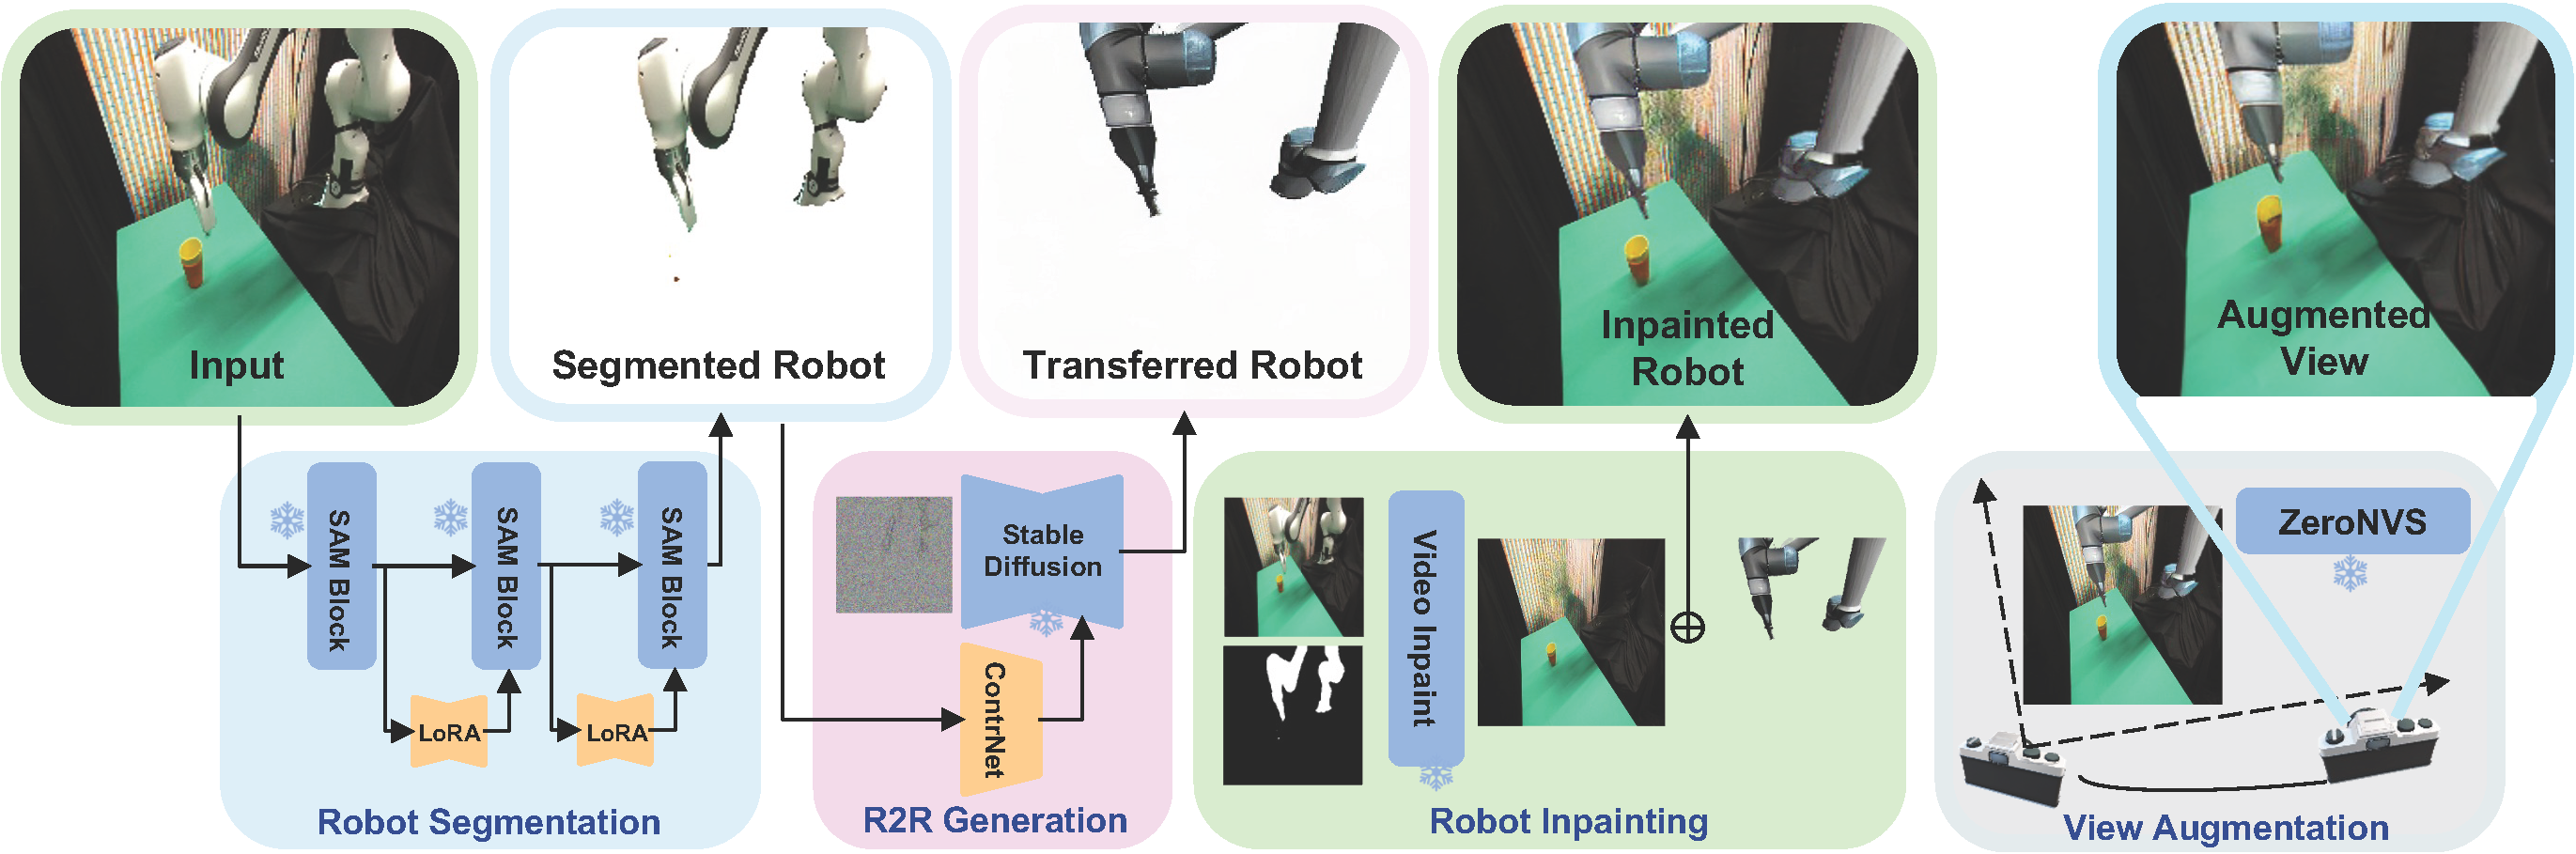 Input
Segmented Robot
Transferred Robot
Inpainted
Robot
Augmented
View
SAM Block
SAM Block
SAM Block
LoRA
LoRA
Robot Segmentation
Stable
Diffusion
ContrNet
R2R Generation
Video Inpaint
Robot Inpainting
ZeroNVS
View Augmentation